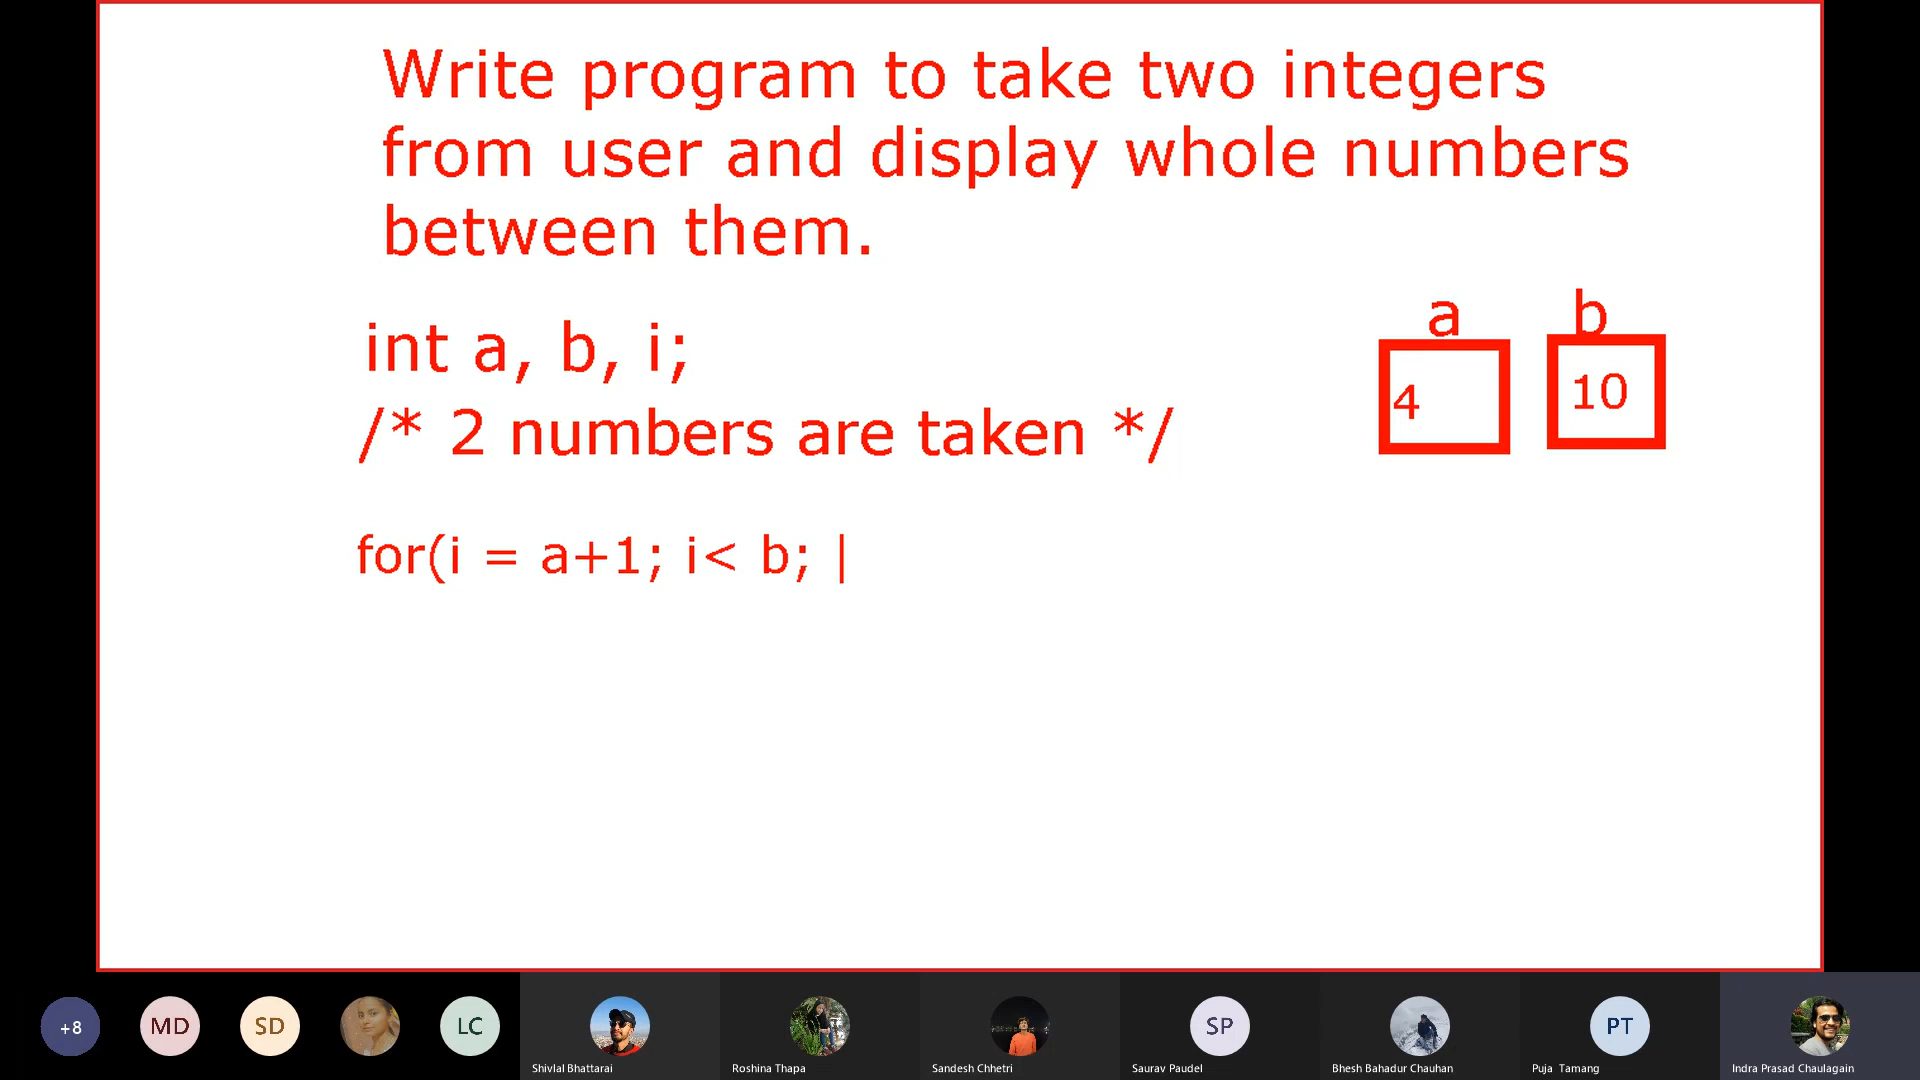 Write program to take two integers
from user and display whole numbers
between them.
a b
int a, b, i;
4 10
/* 2 numbers are taken */
for(i = a+1; i< b; |
+8 MD SD LC SP PT
Shivlal Bhattarai Roshina Thapa Sandesh Chhetri Saurav Paudel Bhesh Bahadur Chauhan Puja Tamang Indra Prasad Chaulagain